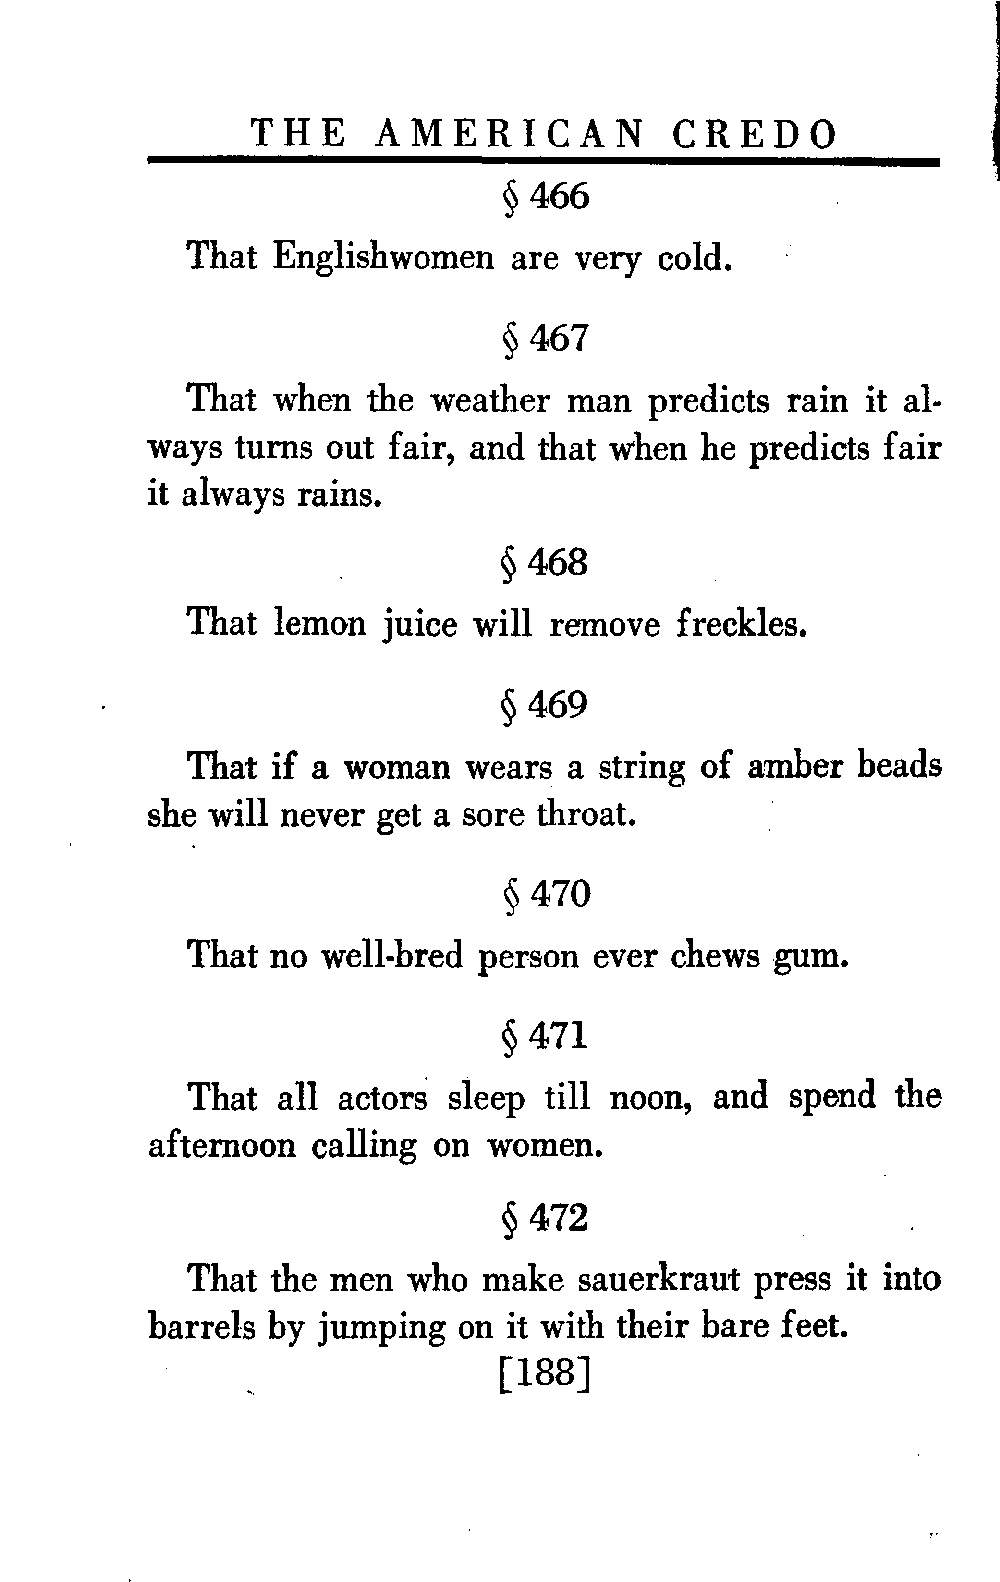 THE AMERICAN CREDO
§ 466
That Englishwomen are very cold.
§ 467
That when the weather man predicts rain it al-
ways turns out fair, and that when he predicts fair
it always rains.
§ 468
That lemon juice will remove freckles.
§ 469
That if a woman wears a string of amber beads
she will never get a sore throat.
§ 470
That no well-bred person ever chews gum.
§ 471
That all actors sleep till noon, and spend the
afternoon calling on women.
§ 472
That the men who make sauerkraut press it into
barrels by jumping on it with their bare feet.
[188]